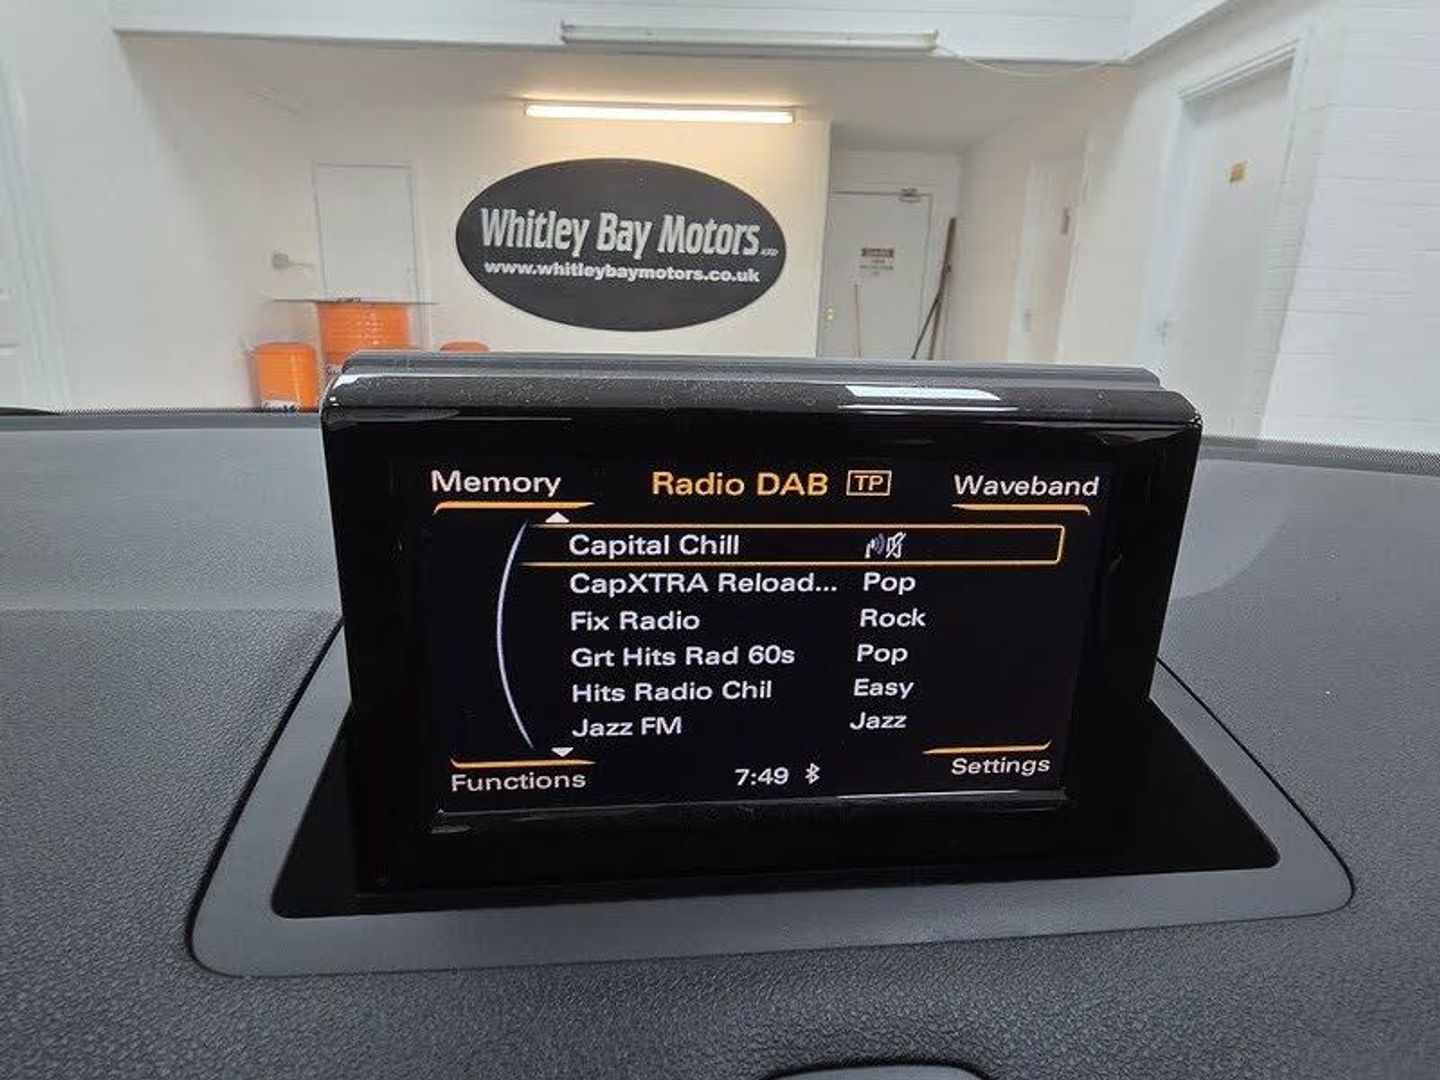 Whitley Bay Motors
www.whitleybaymotors.co.uk
Memory Radio DAB TP Waveband
Capital Chill
CapXTRA Reload... Pop
Fix Radio Rock
Grt Hits Rad 60s Pop
Hits Radio Chil Easy
Jazz FM Jazz
Functions 7:49 Settings